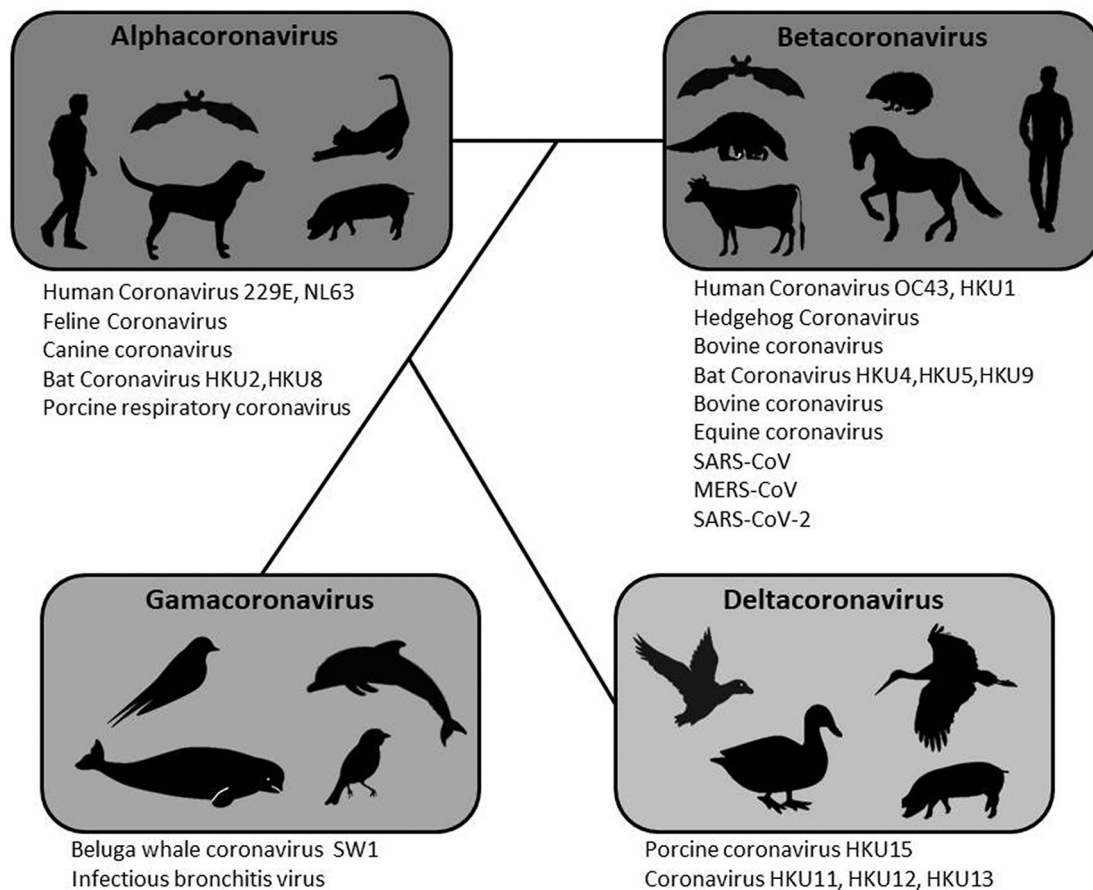 Alphacoronavirus
Human Coronavirus 229E, NL63
Feline Coronavirus
Canine coronavirus
Bat Coronavirus HKU2,HKU8
Porcine respiratory coronavirus
Betacoronavirus
Human Coronavirus OC43, HKU1
Hedgehog Coronavirus
Bovine coronavirus
Bat Coronavirus HKU4,HKU5,HKU9
Bovine coronavirus
Equine coronavirus
SARS-CoV
MERS-CoV
SARS-CoV-2
Gamacoronavirus
Beluga whale coronavirus SW1
Infectious bronchitis virus
Deltacoronavirus
Porcine coronavirus HKU15
Coronavirus HKU11, HKU12, HKU13